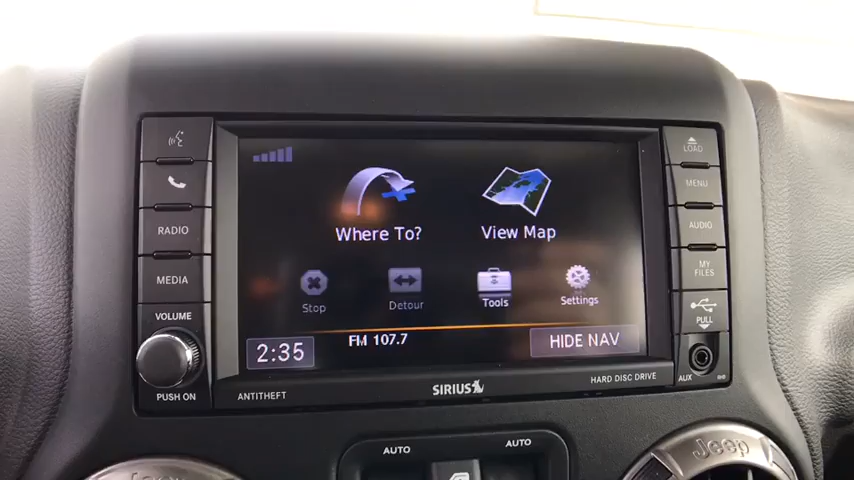 LOAD
MENU
RADIO
AUDIO
Where To?
View Map
MEDIA
MY
FILES
Stop
Detour
Tools
Settings
VOLUME
PULL
2:35
FM 107.7
HIDE NAV
PUSH ON
ANTITHEFT
SIRIUS
HARD DISC DRIVE
AUX
AUTO
AUTO
Jeep
Jeep